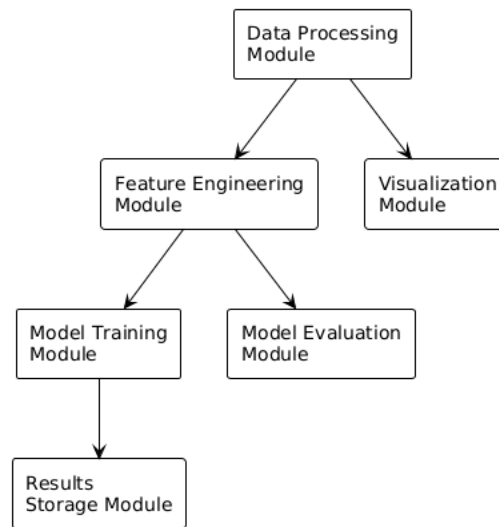 Data Processing
Module
Feature Engineering
Module
Visualization
Module
Model Training
Module
Model Evaluation
Module
Results
Storage Module